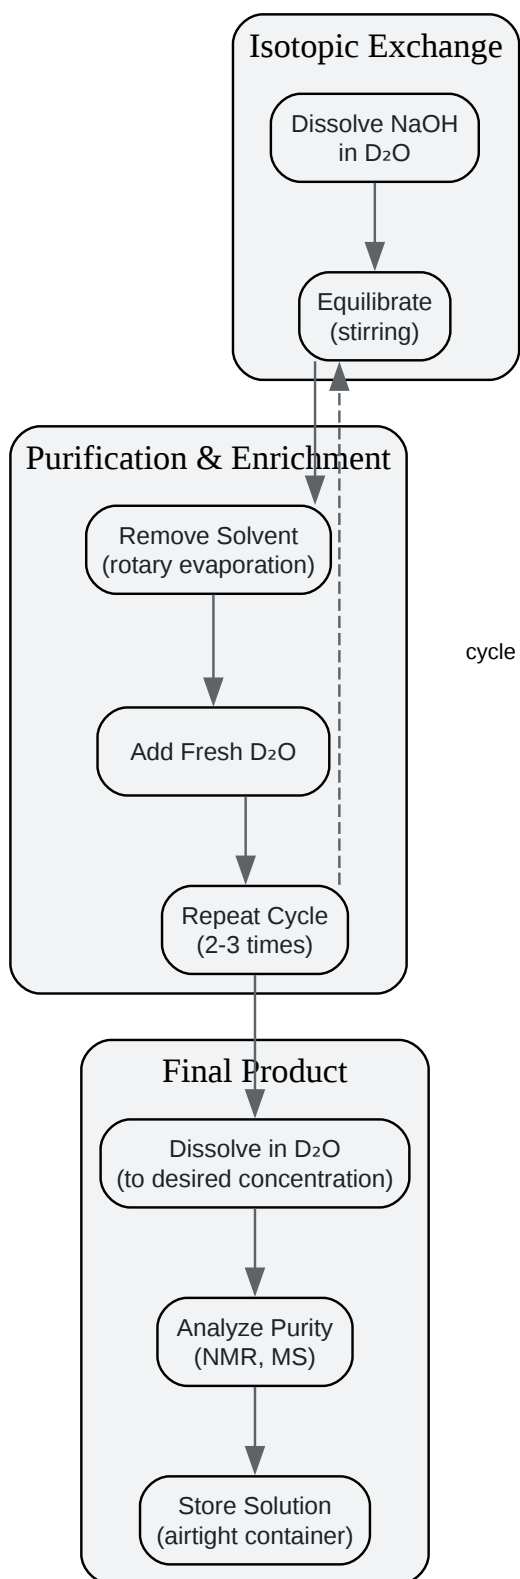 Isotopic Exchange
Dissolve NaOH
in D₂O
Equilibrate
(stirring)
Purification & Enrichment
Remove Solvent
(rotary evaporation)
cycle
Add Fresh D₂O
Repeat Cycle
(2-3 times)
Final Product
Dissolve in D₂O
(to desired concentration)
Analyze Purity
(NMR, MS)
Store Solution
(airtight container)